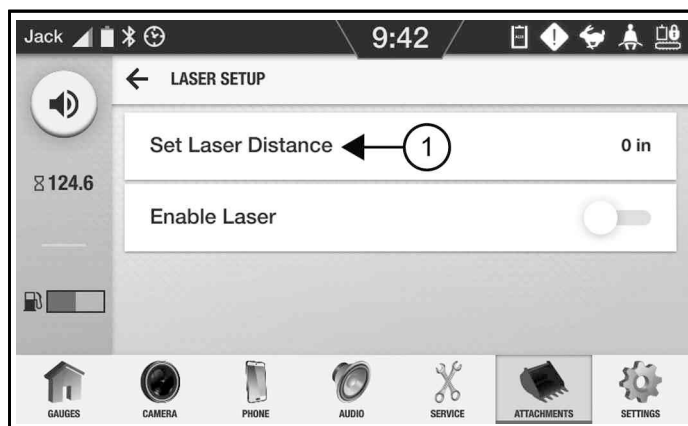 Jack 9:42
LASER SETUP
Set Laser Distance 1 0 in
124.6
Enable Laser
GAUGES CAMERA PHONE AUDIO SERVICE ATTACHMENTS SETTINGS